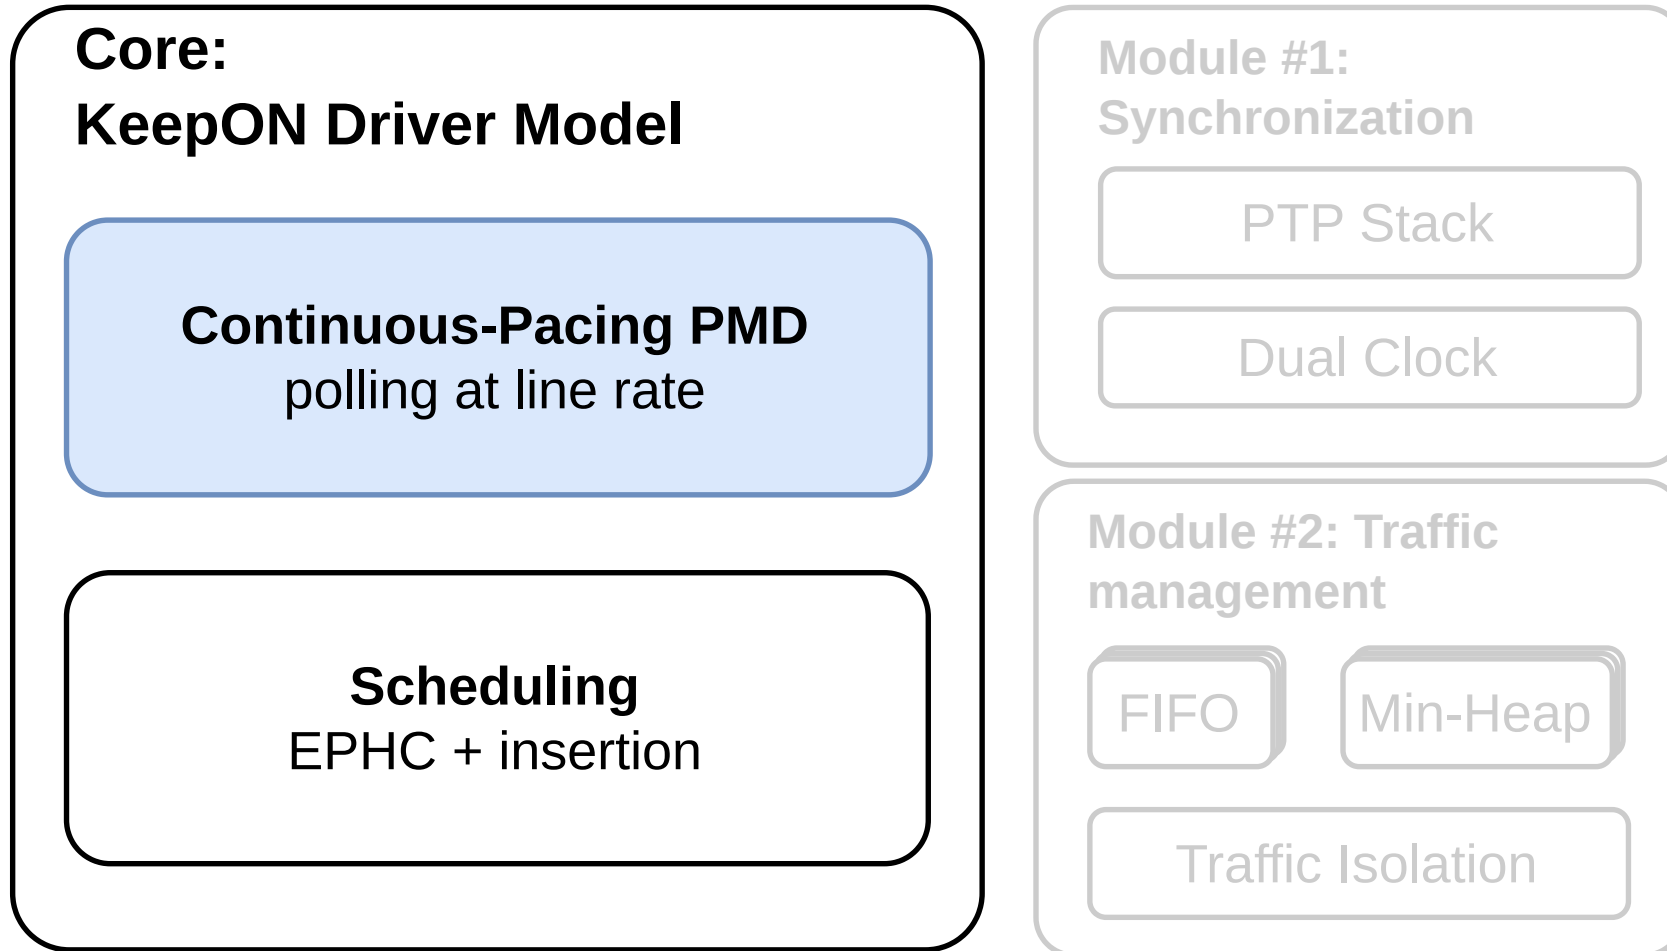 Core:
KeepON Driver Model
Continuous-Pacing PMD
polling at line rate
Scheduling
EPHC + insertion
Module #1:
Synchronization
PTP Stack
Dual Clock
Module #2: Traffic
management
FIFO
Min-Heap
Traffic Isolation